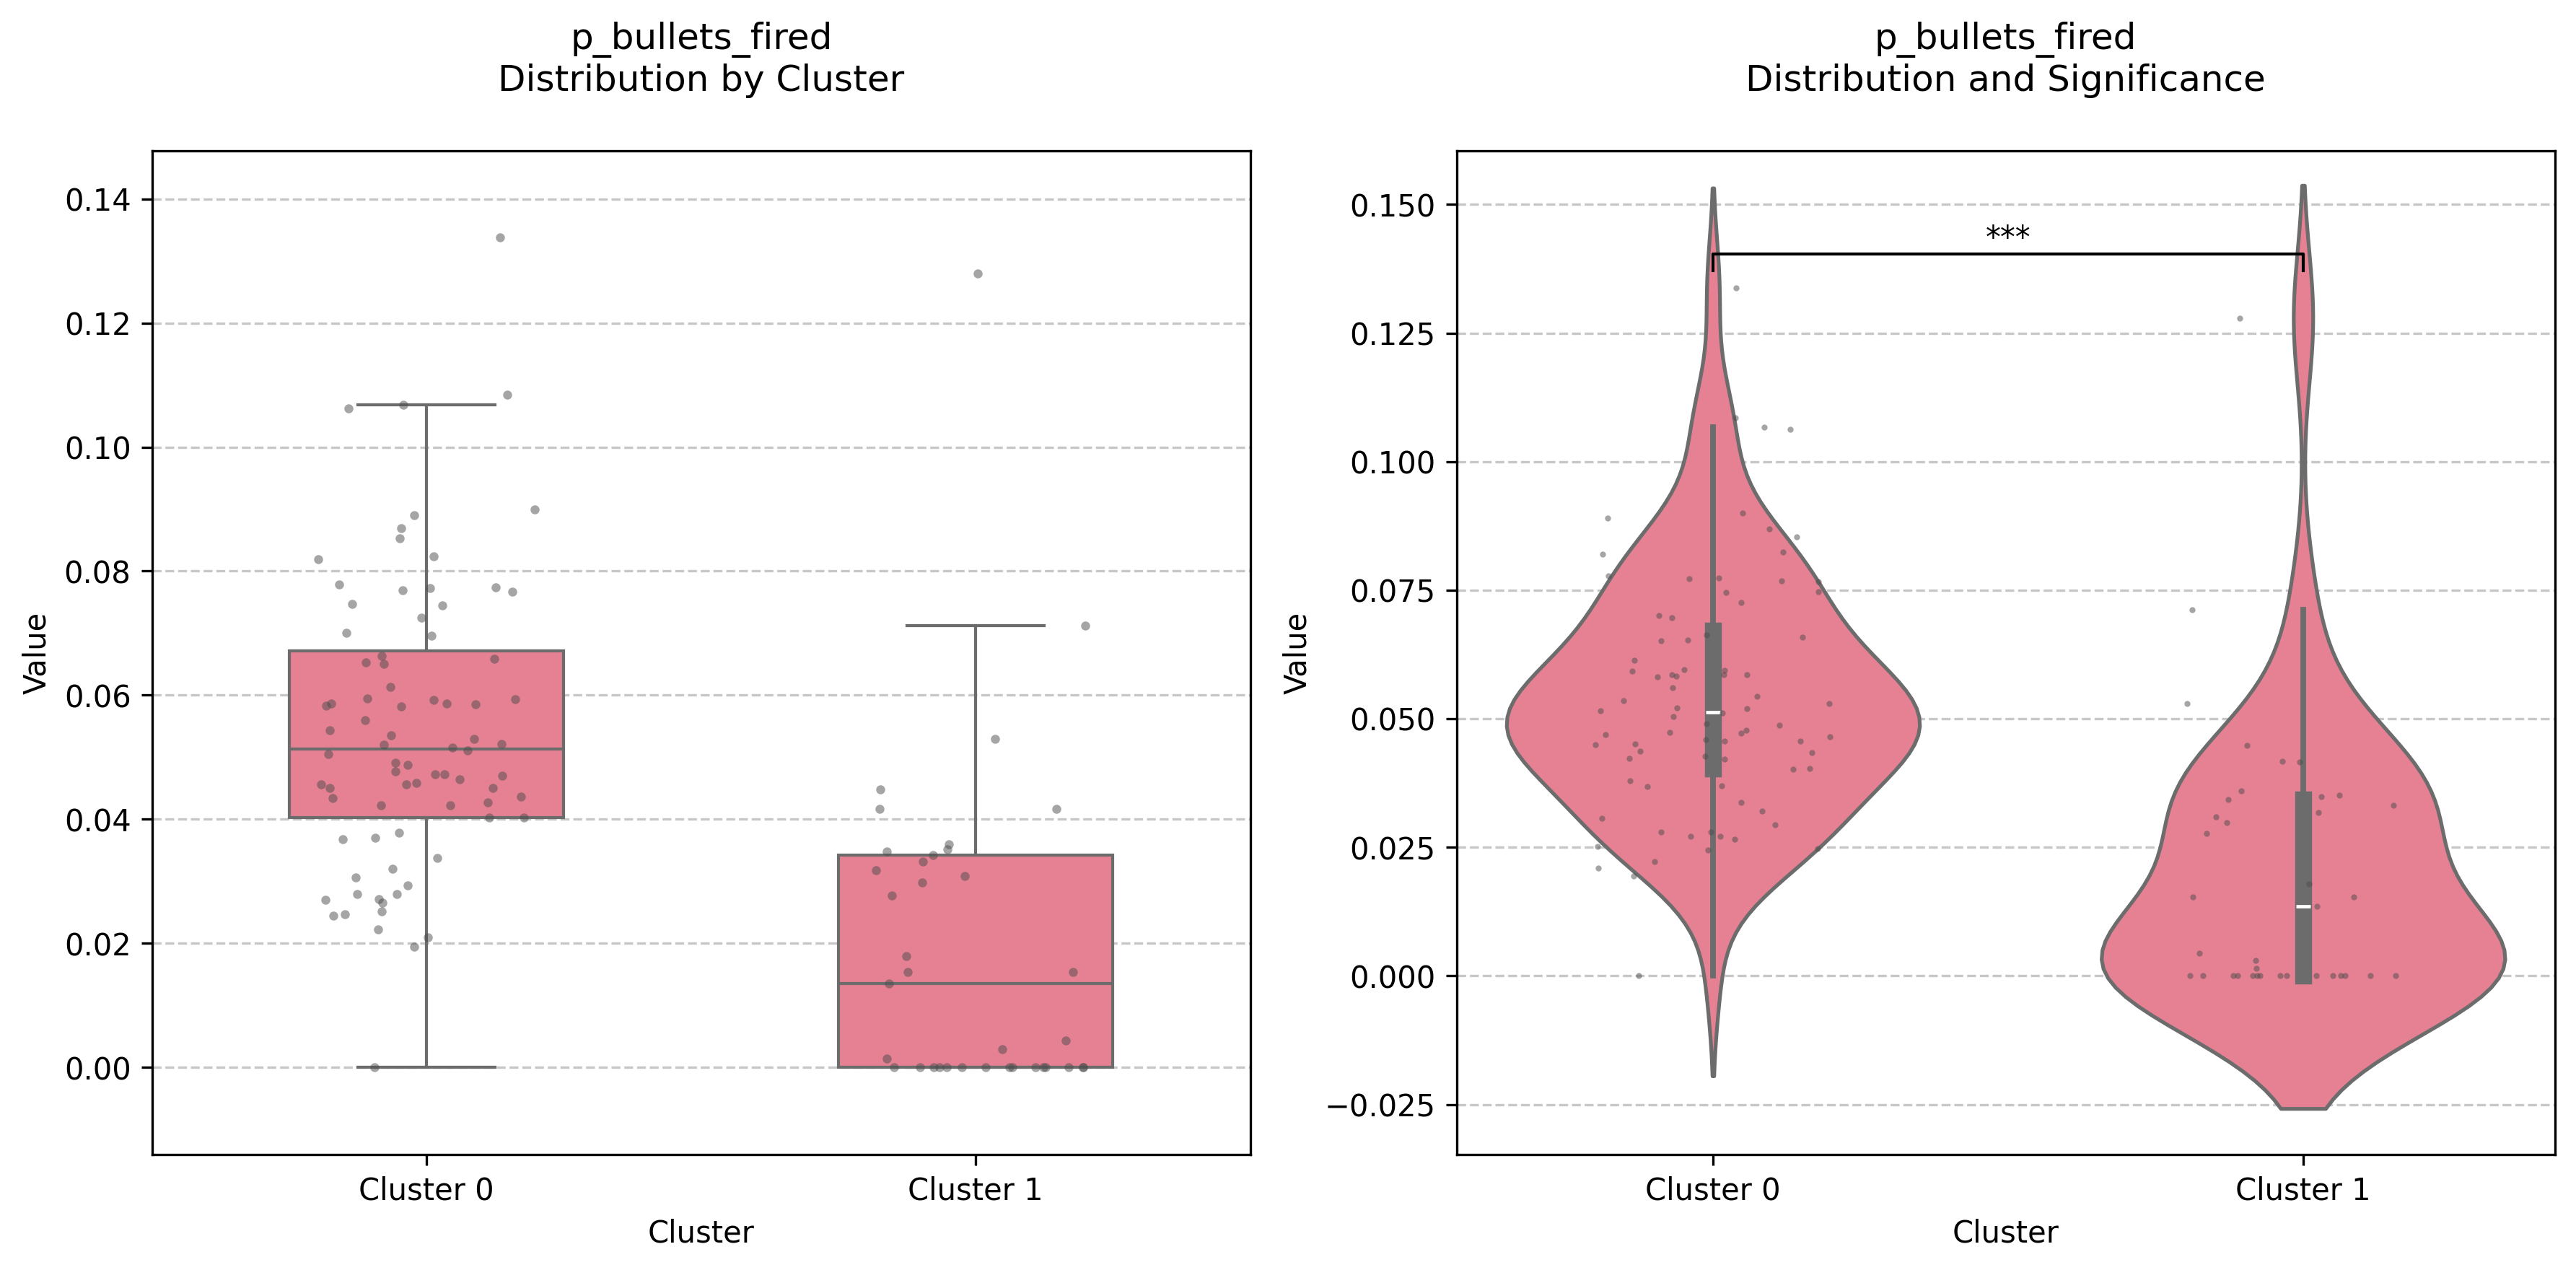 p_bullets_fired
Distribution by Cluster
0.14
0.12
0.10
0.08
0.06
0.04
0.02
0.00
Value
Cluster 0
Cluster 1
Cluster
p_bullets_fired
Distribution and Significance
***
0.150
0.125
0.100
0.075
0.050
0.025
0.000
−0.025
Value
Cluster 0
Cluster 1
Cluster